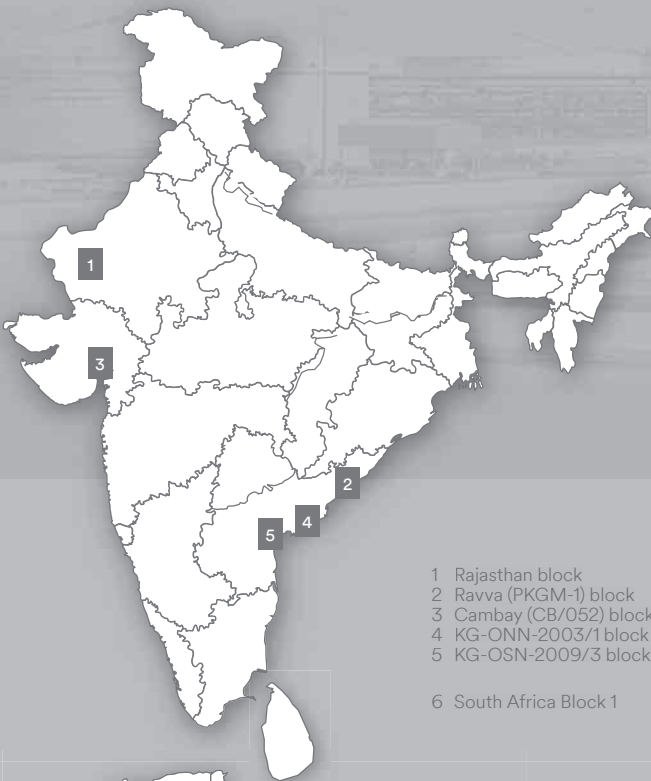 1
3
2
4
5
1 Rajasthan block
2 Ravva (PKGM-1) block
3 Cambay (CB/052) block
4 KG-ONN-2003/1 block
5 KG-OSN-2009/3 block
6 South Africa Block 1